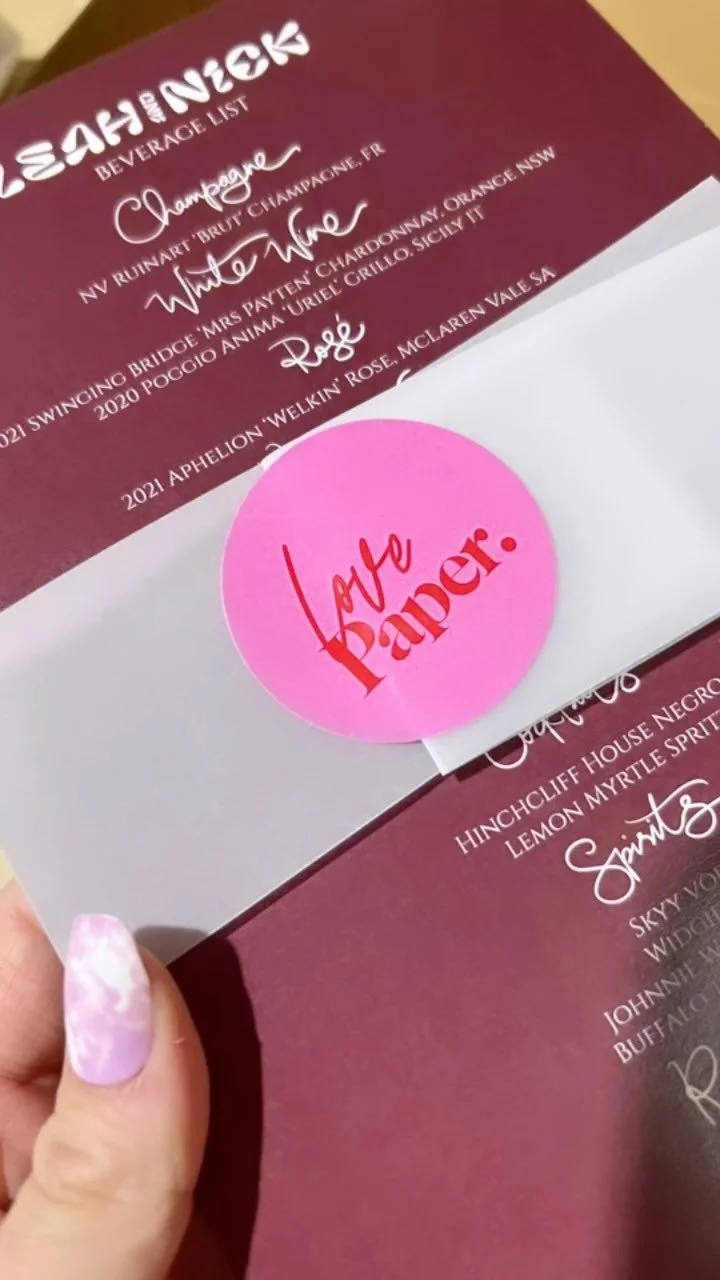 LEAH AND NICK
BEVERAGE LIST
Champagne
NV RUINART 'BRUT' CHAMPAGNE, FR
White Wine
2021 SWINGING BRIDGE 'MRS PAYTEN' CHARDONNAY, ORANGE NSW
2020 POGGIO ANIMA 'URIEL' GRILLO, SICILY IT
Rosé
2021 APHELION 'WELKIN' ROSE, MCLAREN VALE SA
love
Paper.
Cocktails
HINCHCLIFF HOUSE NEGRO
LEMON MYRTLE SPRIT
Spirits
SKYY VO
WIDG
JOHNNIE
BUFFALO